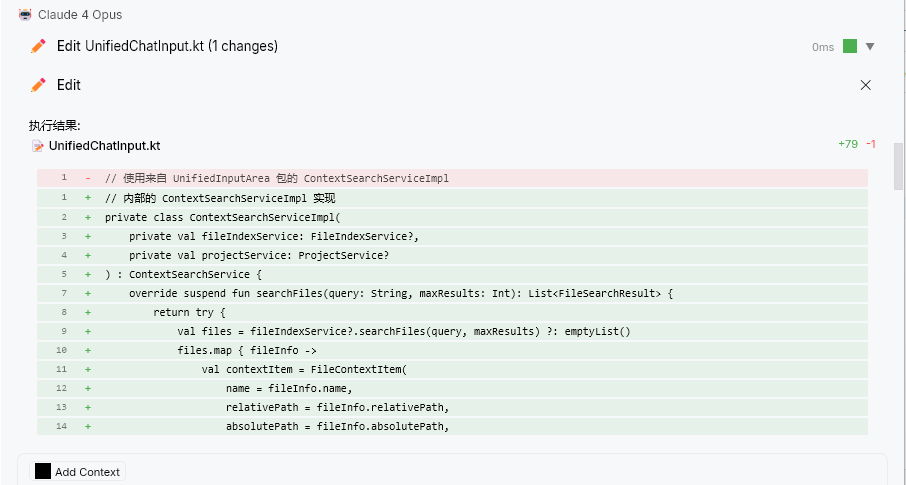 Claude 4 Opus
Edit UnifiedChatInput.kt (1 changes)
0ms
Edit
执行结果:
UnifiedChatInput.kt
+79 -1
1 - // 使用来自 UnifiedInputArea 包的 ContextSearchServiceImpl
1 + // 内部的 ContextSearchServiceImpl 实现
2 + private class ContextSearchServiceImpl(
3 + private val fileIndexService: FileIndexService?,
4 + private val projectService: ProjectService?
5 + ) : ContextSearchService {
7 + override suspend fun searchFiles(query: String, maxResults: Int): List<FileSearchResult> {
8 + return try {
9 + val files = fileIndexService?.searchFiles(query, maxResults) ?: emptyList()
10 + files.map { fileInfo ->
11 + val contextItem = FileContextItem(
12 + name = fileInfo.name,
13 + relativePath = fileInfo.relativePath,
14 + absolutePath = fileInfo.absolutePath,
Add Context